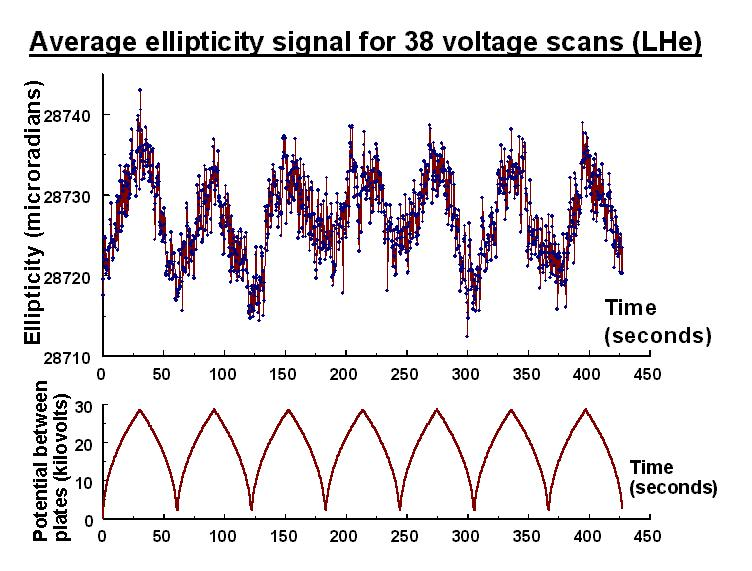 Average ellipticity signal for 38 voltage scans (LHe)
Ellipticity (microradians)
28740
28730
28720
28710
Time
(seconds)
0 50 100 150 200 250 300 350 400 450
Potential between
plates (kilovolts)
30
20
10
0
Time
(seconds)
0 50 100 150 200 250 300 350 400 450